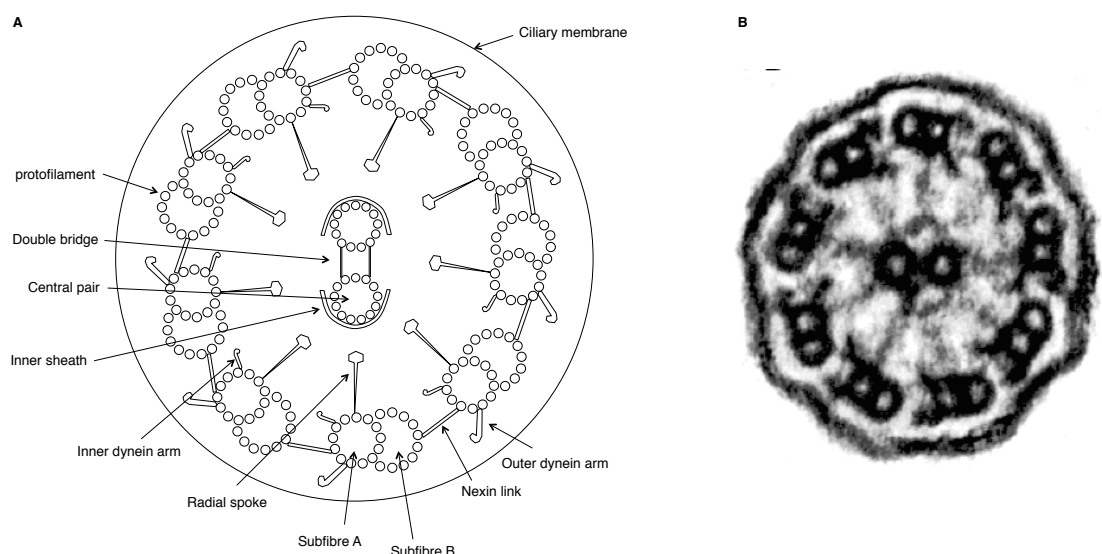 A
B
Ciliary membrane
protofilament
Double bridge
Central pair
Inner sheath
Inner dynein arm
Radial spoke
Subfibre A
Subfibre B
Nexin link
Outer dynein arm